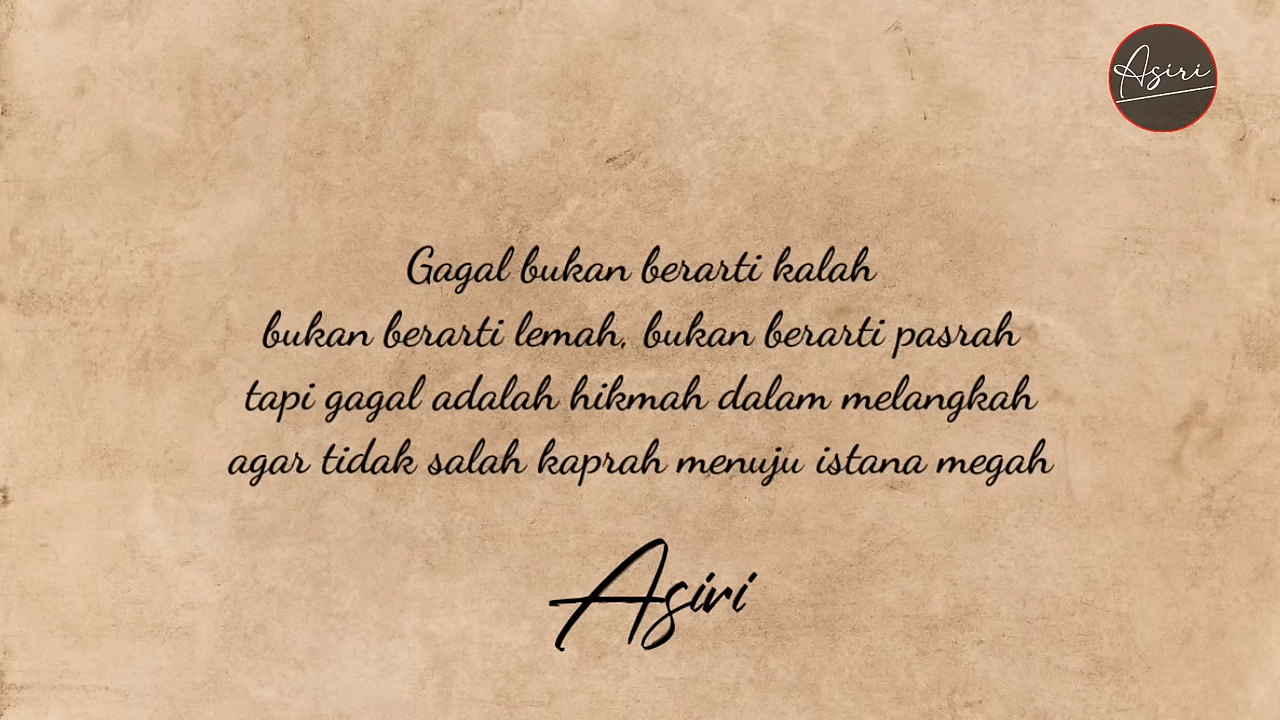 Asiri
Gagal bukan berarti kalah
bukan berarti lemah, bukan berarti pasrah
tapi gagal adalah hikmah dalam melangkah
agar tidak salah kaprah menuju istana megah
Asiri